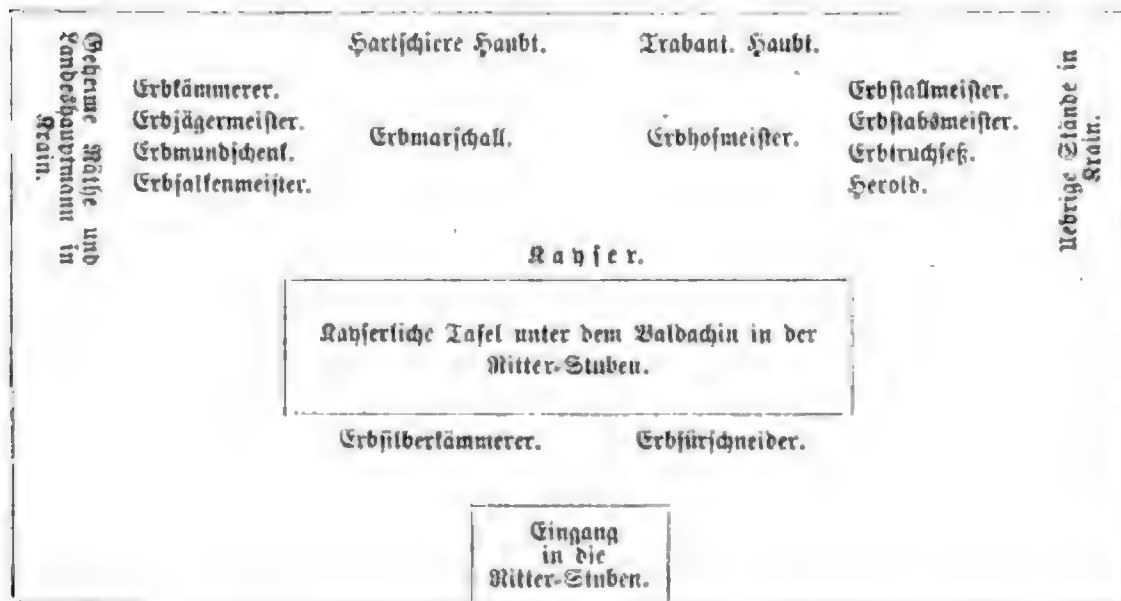 Hartschiere Haubt.
Trabant. Haubt.
Geheime Räthe und
Landeshauptmann in
Krain.
Erbkämmerer.
Erbjägermeister.
Erbmundschenk.
Erbfalkenmeister.
Erbmarschall.
Erbhofmeister.
Erbstallmeister.
Erbstabsmeister.
Erbtruchseß.
Herold.
Uebrige Stände in
Krain.
Kayser.
Kayserliche Tafel unter dem Baldachin in der
Ritter-Stuben.
Erbsilberkämmerer.
Erbfürschneider.
Eingang
in die
Ritter-Stuben.